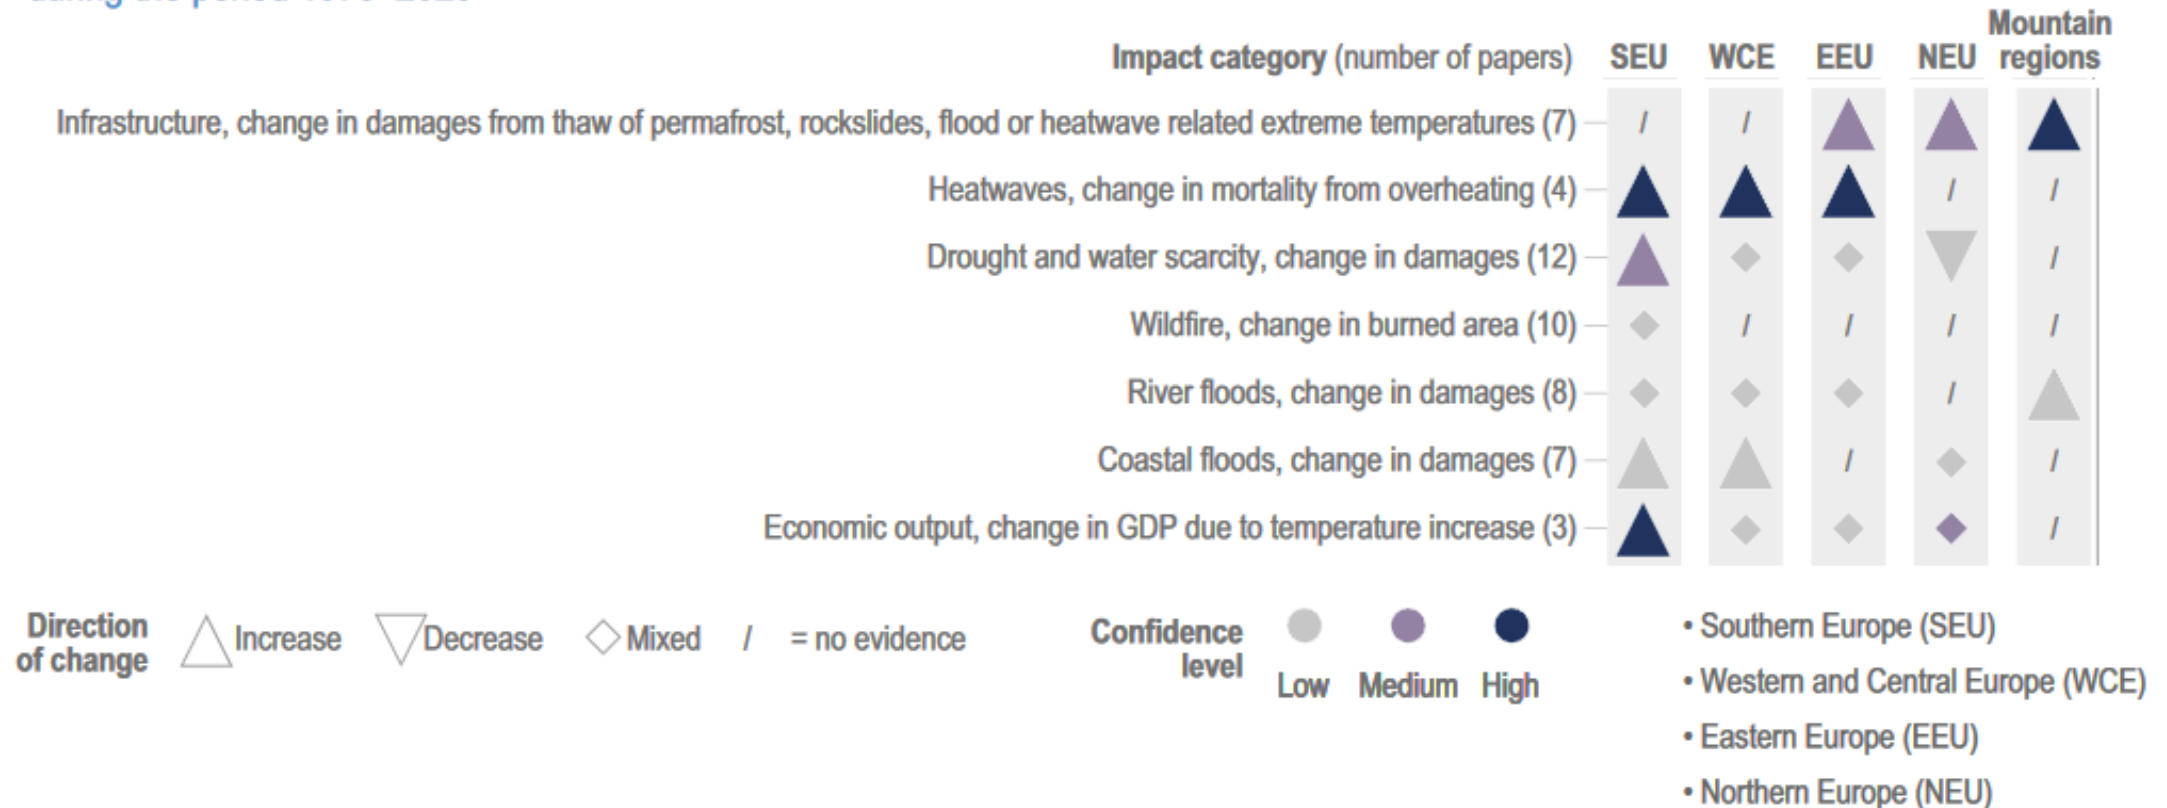 Impact category (number of papers) SEU WCE EEU NEU Mountain regions
Infrastructure, change in damages from thaw of permafrost, rockslides, flood or heatwave related extreme temperatures (7) / /
Heatwaves, change in mortality from overheating (4) / /
Drought and water scarcity, change in damages (12) /
Wildfire, change in burned area (10) / / / /
River floods, change in damages (8) /
Coastal floods, change in damages (7) / /
Economic output, change in GDP due to temperature increase (3) /
Direction of change
Increase Decrease Mixed / = no evidence
Confidence level
Low Medium High
• Southern Europe (SEU)
• Western and Central Europe (WCE)
• Eastern Europe (EEU)
• Northern Europe (NEU)